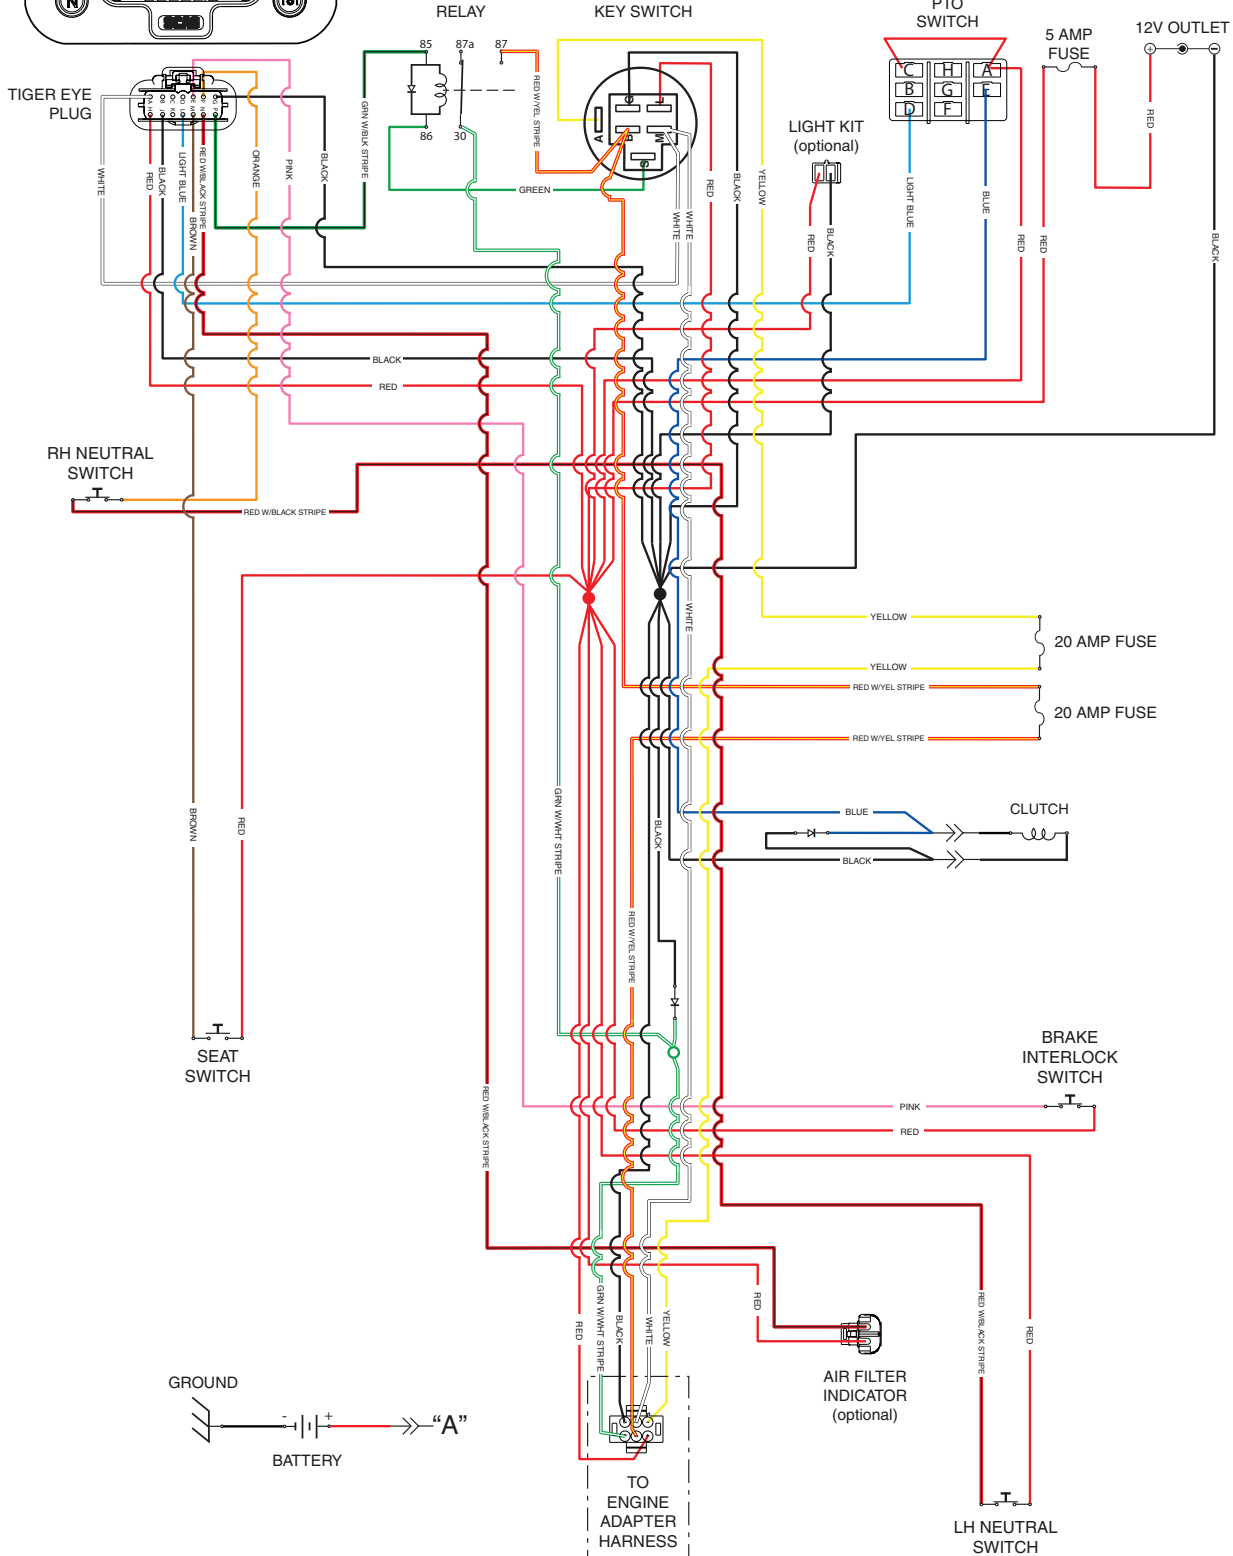 N
SCAG
RELAY
KEY SWITCH
PTO
SWITCH
5 AMP
FUSE
12V OUTLET
TIGER EYE
PLUG
85
87a
87
86
30
GREEN
GRN W/BLK STRIPE
RED W/YEL STRIPE
A
G
L
B
M
S
C
H
A
B
G
E
D
F
LIGHT KIT
(optional)
WHITE
RED
BLACK
LIGHT BLUE
BROWN
RED W/BLACK STRIPE
ORANGE
PINK
BLACK
WHITE
WHITE
RED
BLACK
YELLOW
RED
BLACK
LIGHT BLUE
BLUE
RED
RED
RED
BLACK
BLACK
RED
RH NEUTRAL
SWITCH
RED W/BLACK STRIPE
WHITE
YELLOW
20 AMP FUSE
YELLOW
RED W/YEL STRIPE
20 AMP FUSE
RED W/YEL STRIPE
BROWN
RED
GRN W/WHT STRIPE
BLACK
BLUE
CLUTCH
BLACK
RED W/YEL STRIPE
SEAT
SWITCH
BRAKE
INTERLOCK
SWITCH
RED W/BLACK STRIPE
PINK
RED
RED
GRN W/WHT STRIPE
BLACK
WHITE
YELLOW
RED
RED W/BLACK STRIPE
RED
AIR FILTER
INDICATOR
(optional)
GROUND
-
+
"A"
BATTERY
TO
ENGINE
ADAPTER
HARNESS
LH NEUTRAL
SWITCH